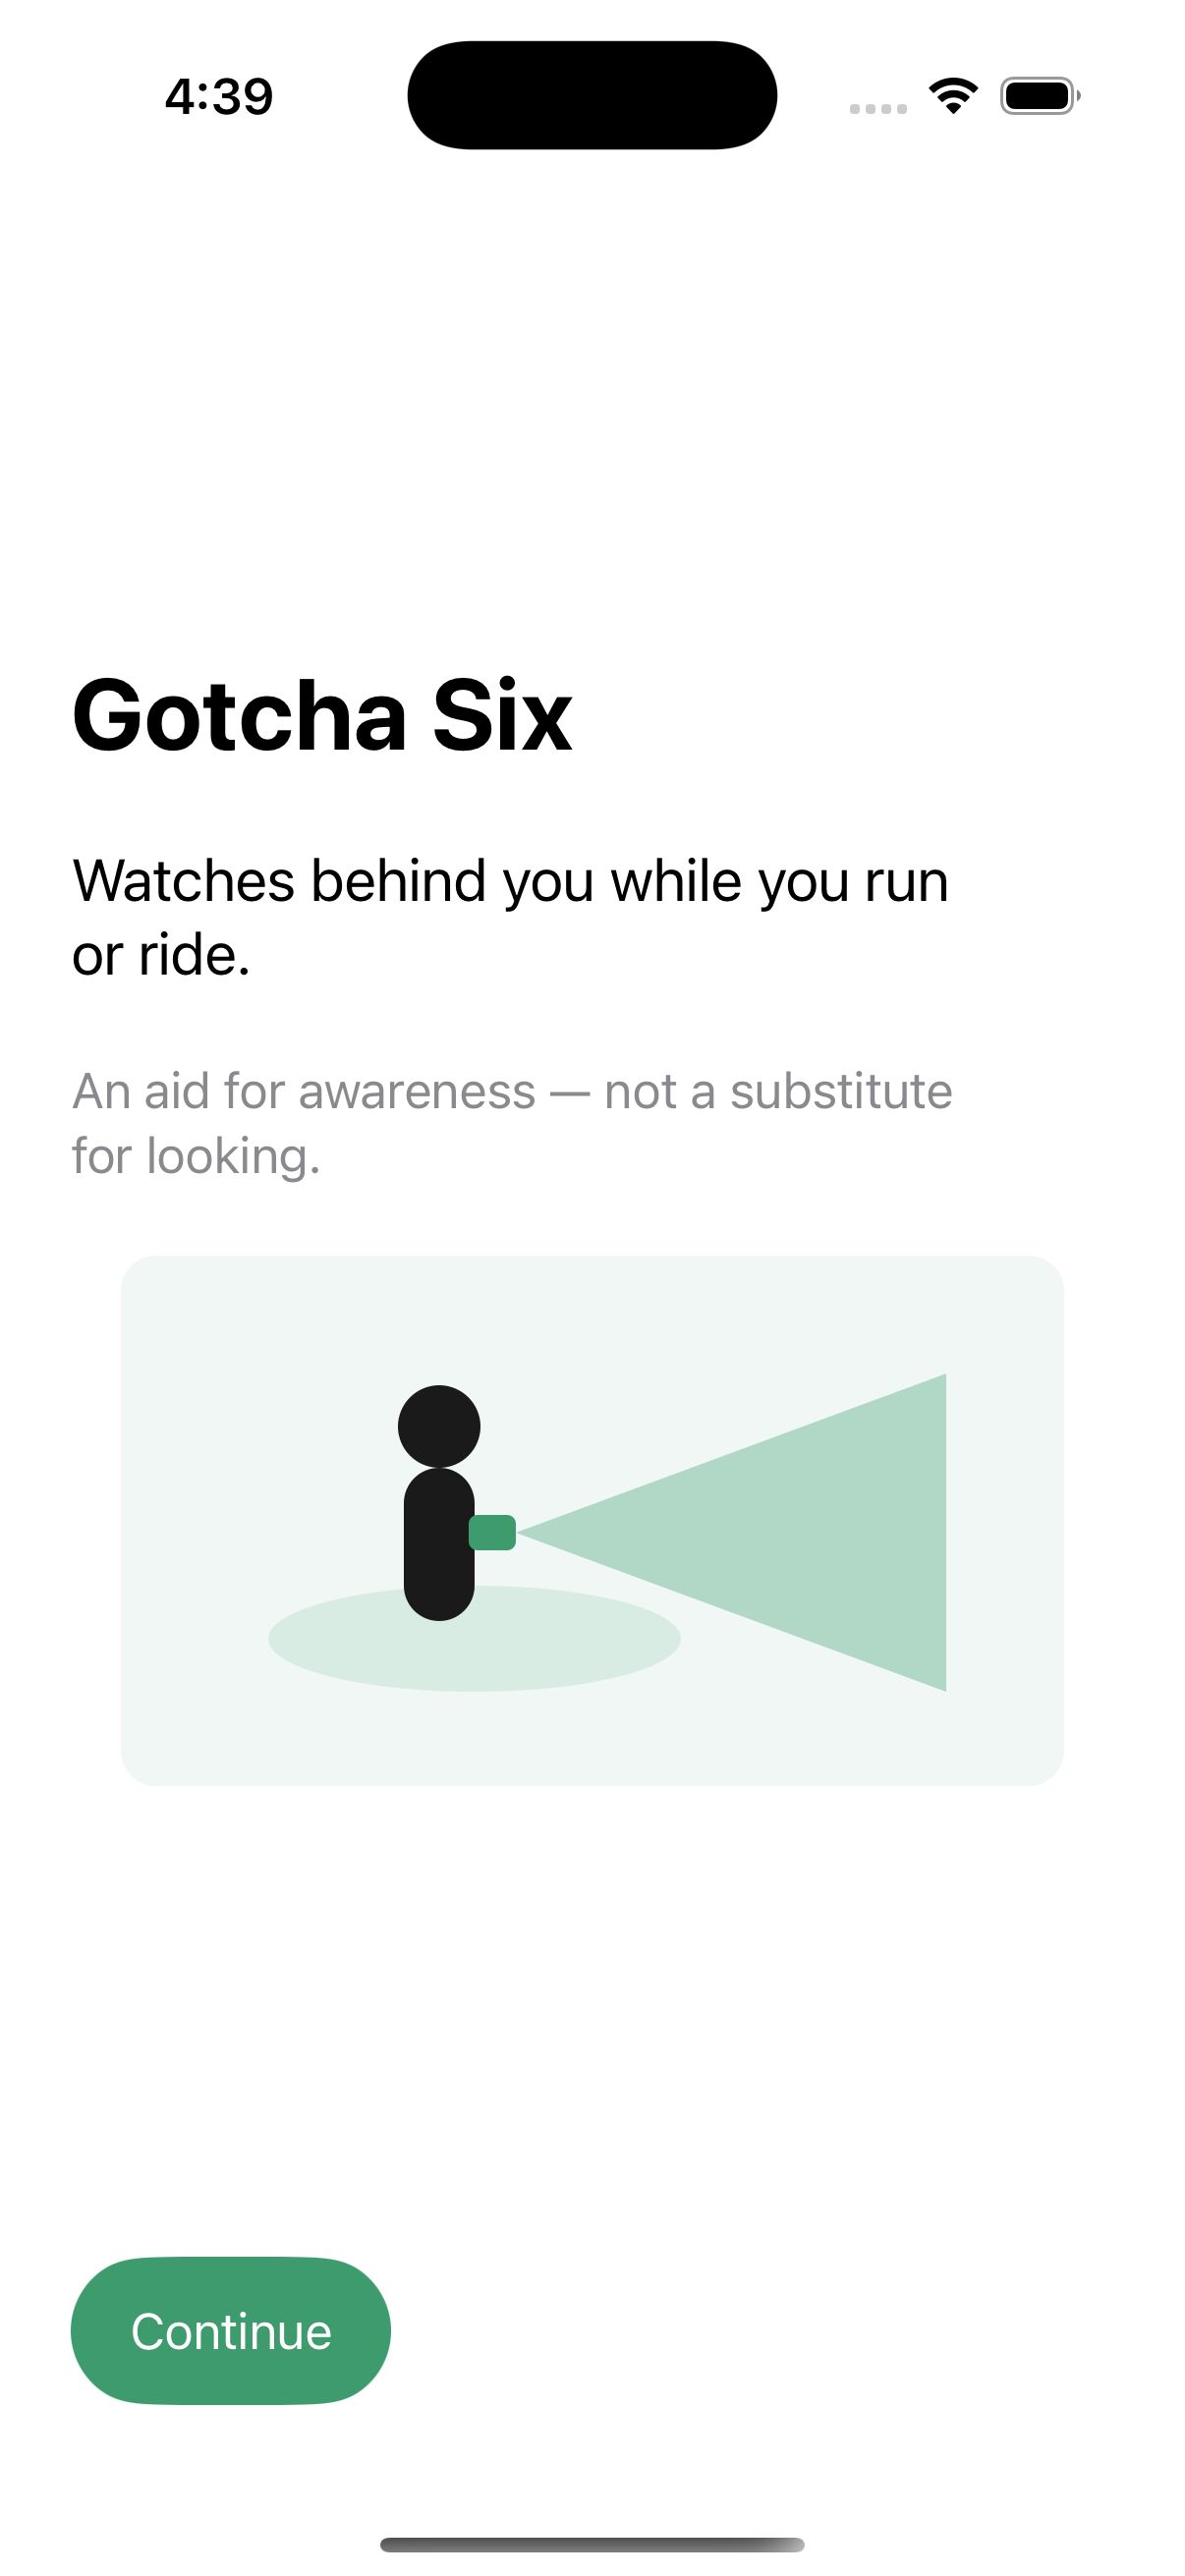 4:39
Gotcha Six
Watches behind you while you run
or ride.
An aid for awareness — not a substitute
for looking.
Continue